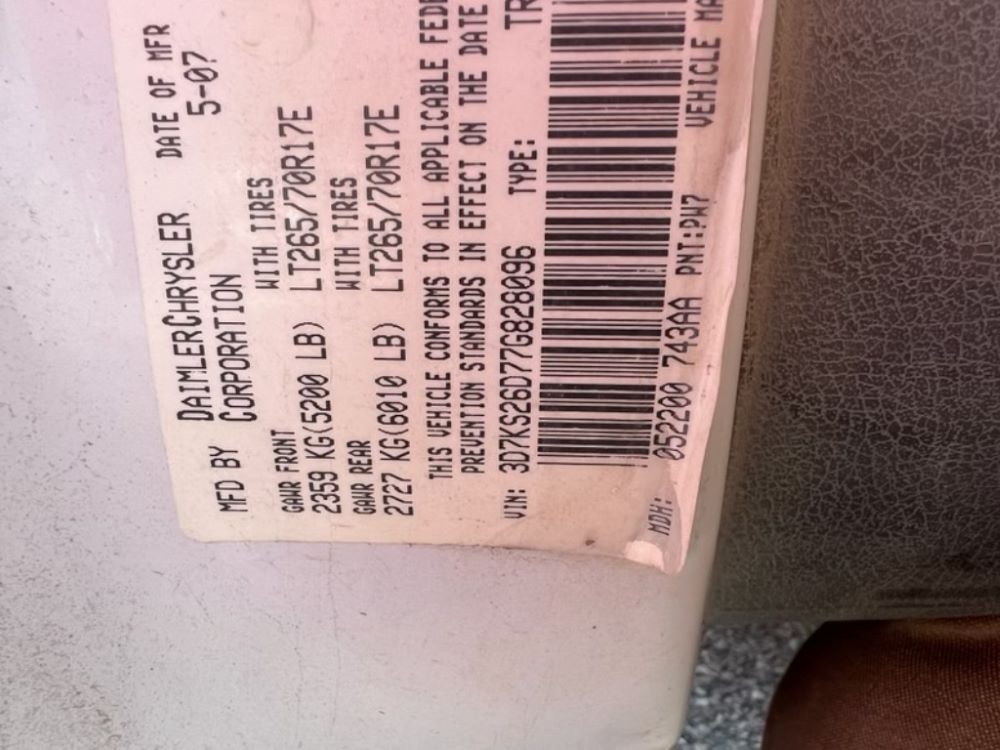 MFD BY DAIMLERCHRYSLER DATE OF MFR
CORPORATION 5-07
GAWR FRONT WITH TIRES
2359 KG(5200 LB) LT265/70R17E
GAWR REAR WITH TIRES
2727 KG(6010 LB) LT265/70R17E
THIS VEHICLE CONFORMS TO ALL APPLICABLE FEDE
PREVENTION STANDARDS IN EFFECT ON THE DATE
VIN: 3D7KS26D77G828096 TYPE: TR
MDH: 052200 743AA PNT:PW7 VEHICLE MA